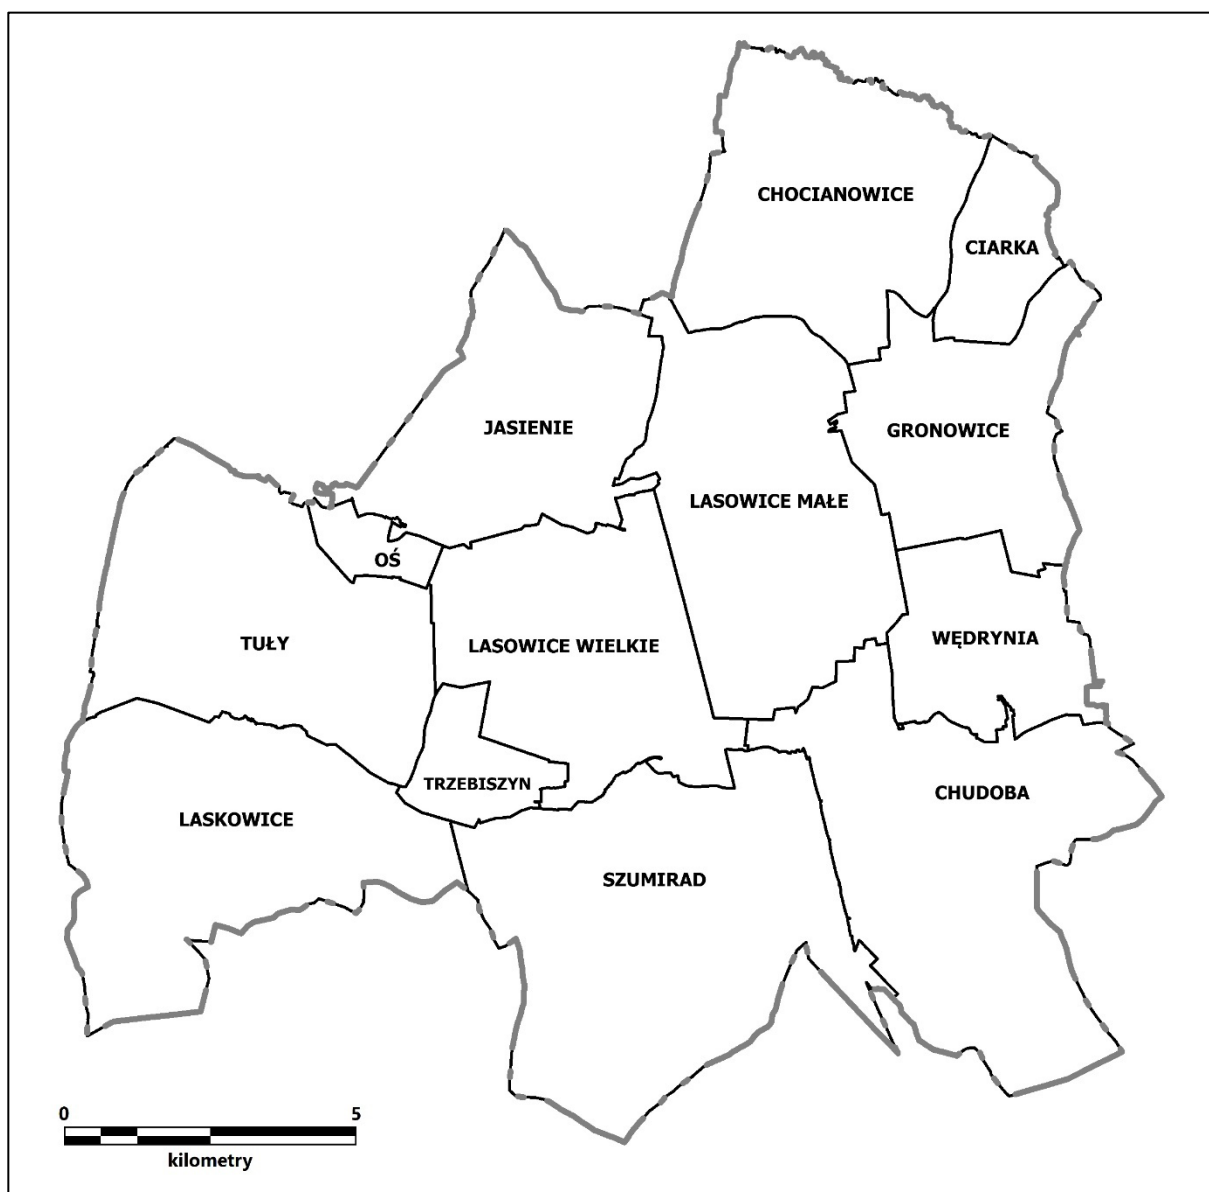 CHOCIANOWICE
CIARKA
JASIENIE
GRONOWICE
LASOWICE MAŁE
OŚ
TUŁY
LASOWICE WIELKIE
WĘDRYNIA
TRZEBISZYN
CHUDOBA
LASKOWICE
SZUMIRAD
0 5
kilometry